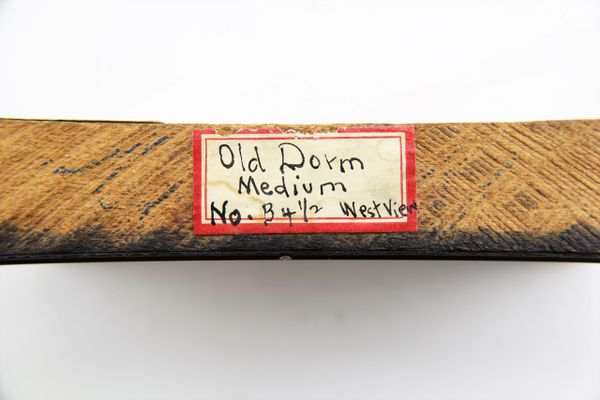 Old Dorm
Medium
No. B 4 1/2 West View